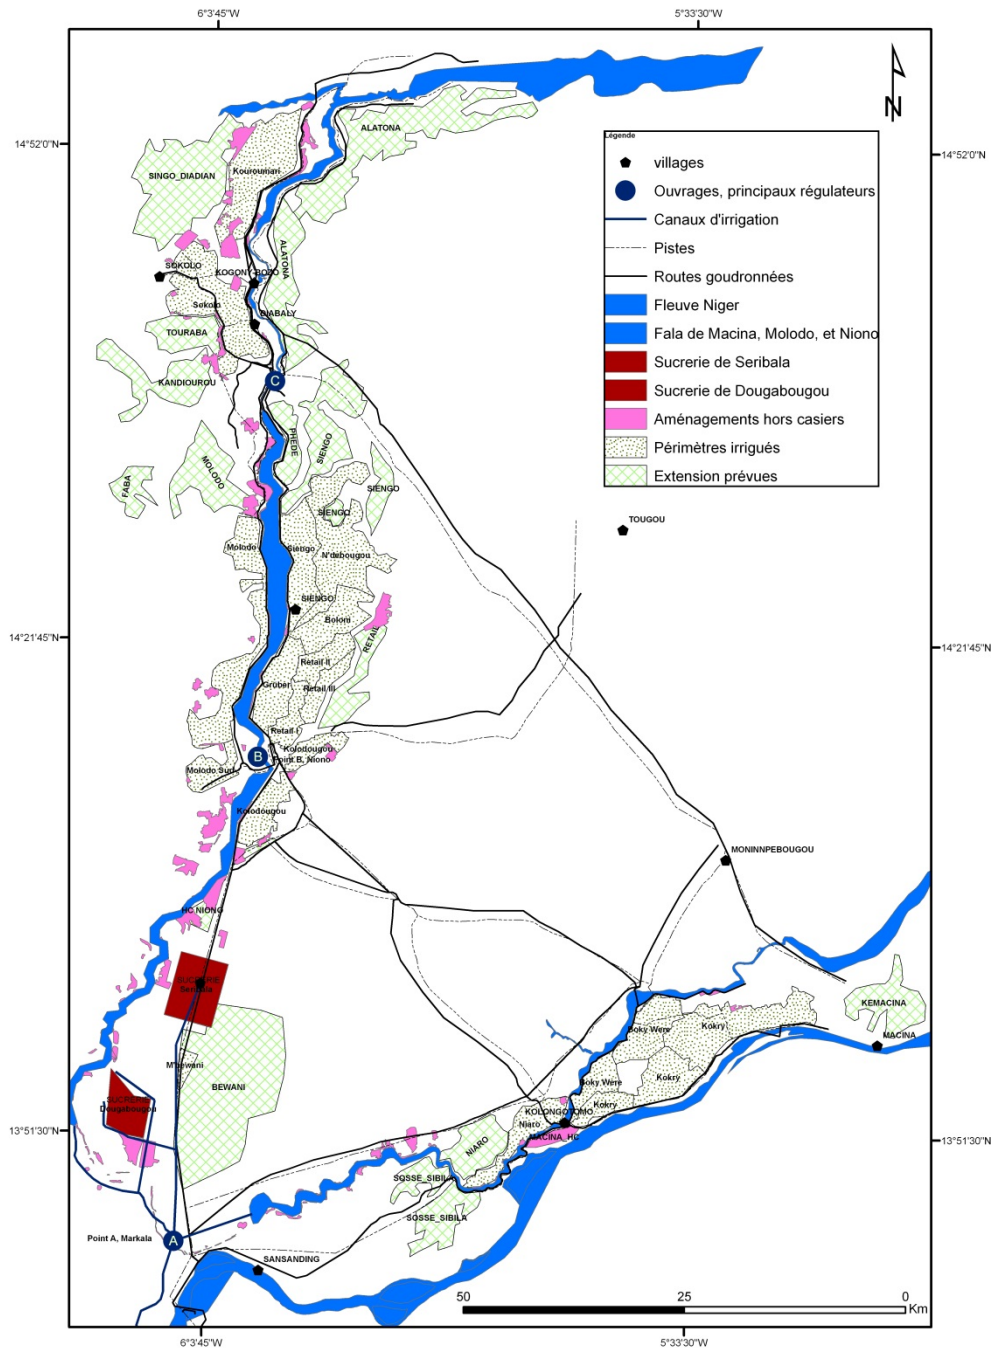 6°3'45"W
5°33'30"W
N
14°52'0"N
14°52'0"N
Légende
villages
Ouvrages, principaux régulateurs
Canaux d'irrigation
Pistes
Routes goudronnées
Fleuve Niger
Fala de Macina, Molodo, et Niono
Sucrerie de Seribala
Sucrerie de Dougabougou
Aménagements hors casiers
Périmètres irrigués
Extension prévues
ALATONA
SINGO_DIADIAN
Kouroumari
ALATONA
SOKOLO
KOGONY-BOZO
Sokolo
DIABALY
TOURABA
KANDIOUROU
C
PHEDE
SIENGO
MOLODO
FABA
SIENGO
SIENGO
TOUGOU
Molodo
Siengo
N'debougou
SIENGO
Boloni
14°21'45"N
14°21'45"N
RETAIL
Retail II
Gruber
Retail III
Retail I
Kolodougou
B
Point B, Niono
Molodo Sud
Kolodougou
MONINNPEBOUGOU
HC NIONO
SUCRERIE
Seribala
KEMACINA
Boky Were
Kokry
MACINA
M'bewani
BEWANI
Boky Were
Kokry
SUCRERIE
Dougabougou
Kokry
KOLONGOTOMO
Niaro
13°51'30"N
13°51'30"N
MACINA_HC
NIARO
SOSSE_SIBILA
SOSSE_SIBILA
Point A, Markala
A
SANSANDING
50
25
0
Km
6°3'45"W
5°33'30"W